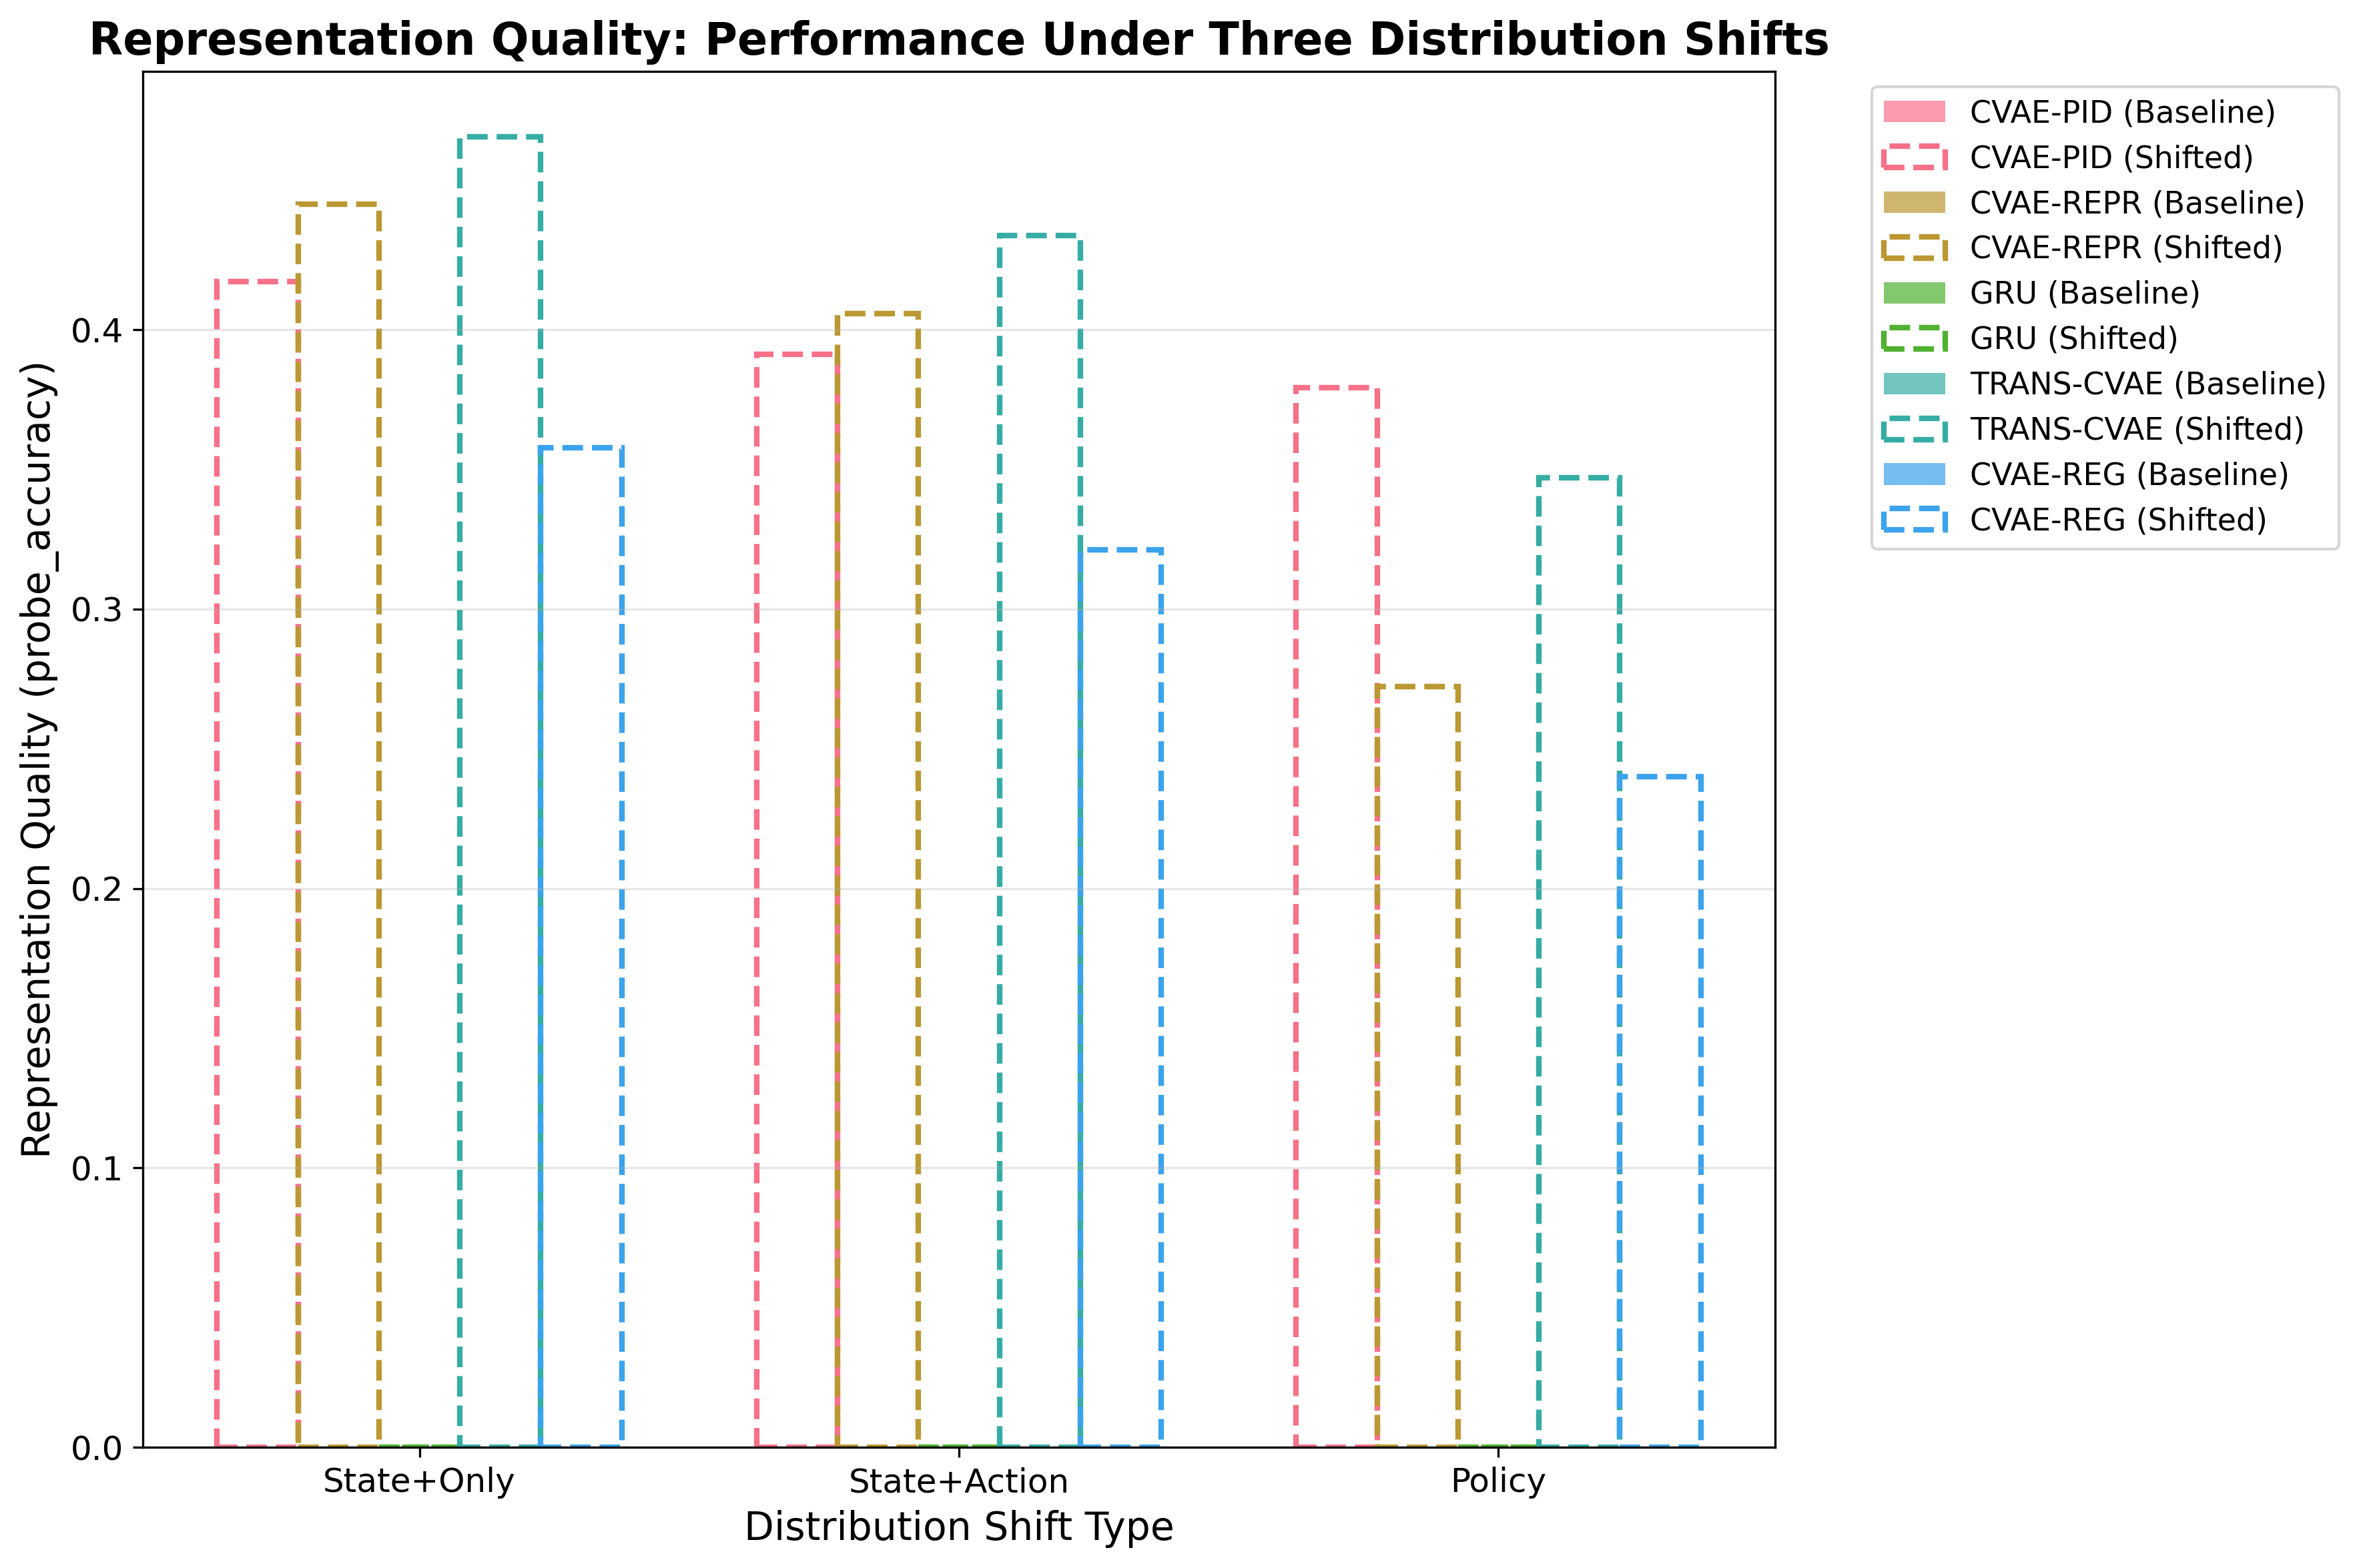 Representation Quality: Performance Under Three Distribution Shifts
Representation Quality (probe_accuracy)
0.4
0.3
0.2
0.1
0.0
State+Only
State+Action
Policy
Distribution Shift Type
CVAE-PID (Baseline)
CVAE-PID (Shifted)
CVAE-REPR (Baseline)
CVAE-REPR (Shifted)
GRU (Baseline)
GRU (Shifted)
TRANS-CVAE (Baseline)
TRANS-CVAE (Shifted)
CVAE-REG (Baseline)
CVAE-REG (Shifted)